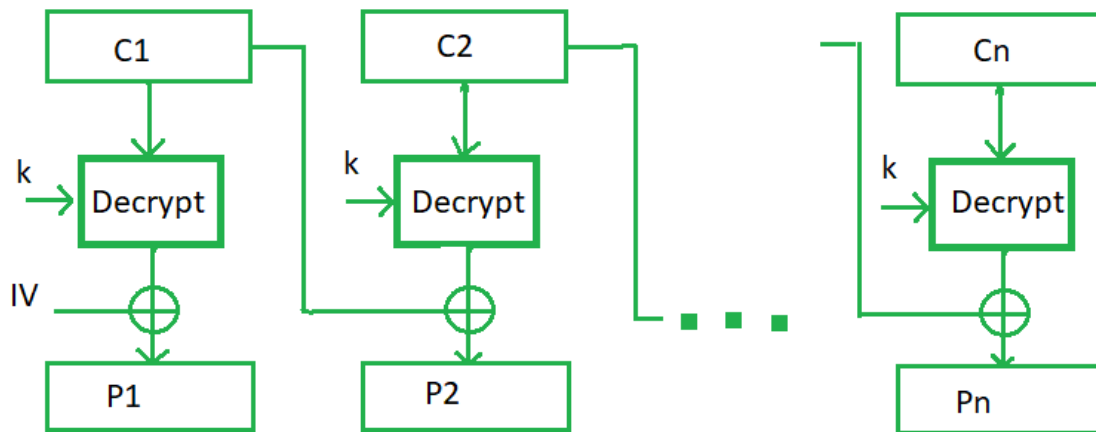 C1 C2 Cn
k k k
Decrypt Decrypt Decrypt
IV
P1 P2 Pn